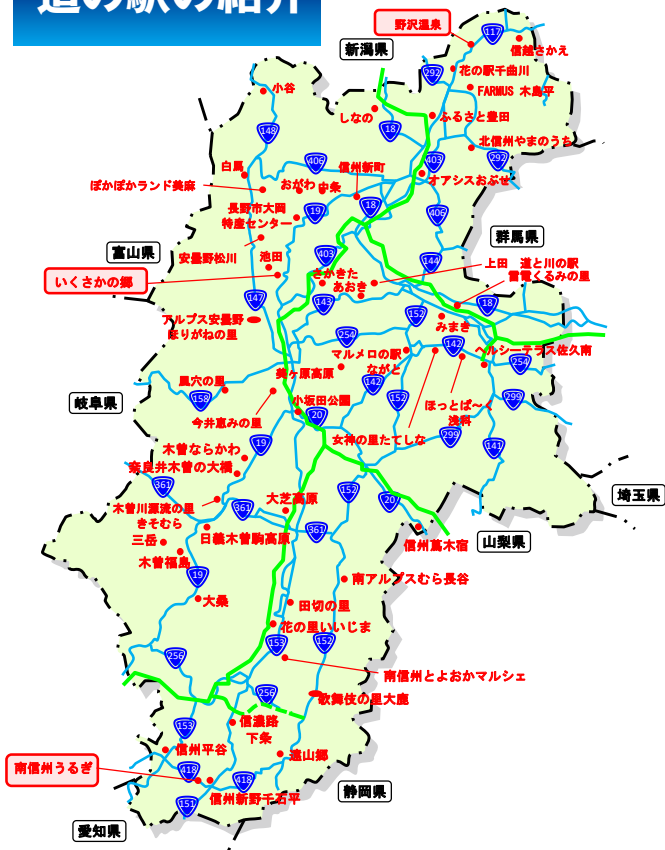 道の駅の紹介
野沢温泉
117
信越さかえ
新潟県
292
花の駅千曲川
FARMUS 木島平
小谷
しなの
18
ふるさと豊田
148
北信州やまのうち
白馬
406
信州新町
403
292
オアシスおぶせ
ぽかぽかランド美麻
おがわ
中条
長野市大岡
特産センター
19
18
406
群馬県
富山県
安曇野松川
池田
403
144
上田 道と川の駅
雷電くるみの里
いくさかの郷
さかきた
あおき
147
143
152
18
みまき
アルプス安曇野
ほりがねの里
254
142
ヘルシーテラス佐久南
マルメロの駅
ながと
254
美ヶ原高原
風穴の里
142
岐阜県
158
152
299
ほっとぱ～く
浅科
小坂田公園
20
今井恵みの里
女神の里たてしな
299
141
19
木曽ならかわ
奈良井木曽の大橋
361
152
20
埼玉県
木曽川源流の里
きそむら
361
大芝高原
361
日義木曽駒高原
三岳
信州蔦木宿
山梨県
木曽福島
19
南アルプスむら長谷
大桑
田切の里
花の里いいじま
153
152
256
南信州とよおかマルシェ
256
歌舞伎の里大鹿
153
信濃路
下条
信州平谷
遠山郷
南信州うるぎ
418
418
静岡県
信州新野千石平
151
愛知県